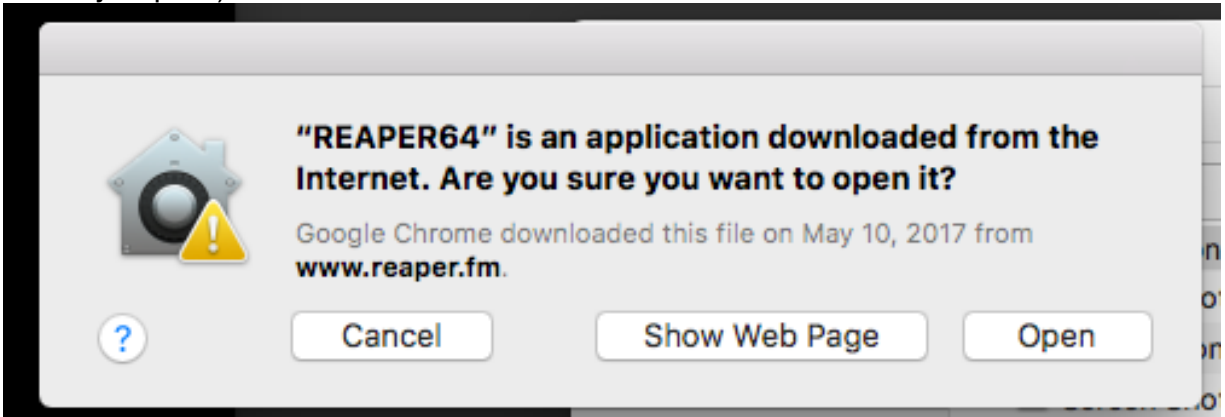 “REAPER64” is an application downloaded from the
Internet. Are you sure you want to open it?
Google Chrome downloaded this file on May 10, 2017 from
www.reaper.fm.
?
Cancel
Show Web Page
Open